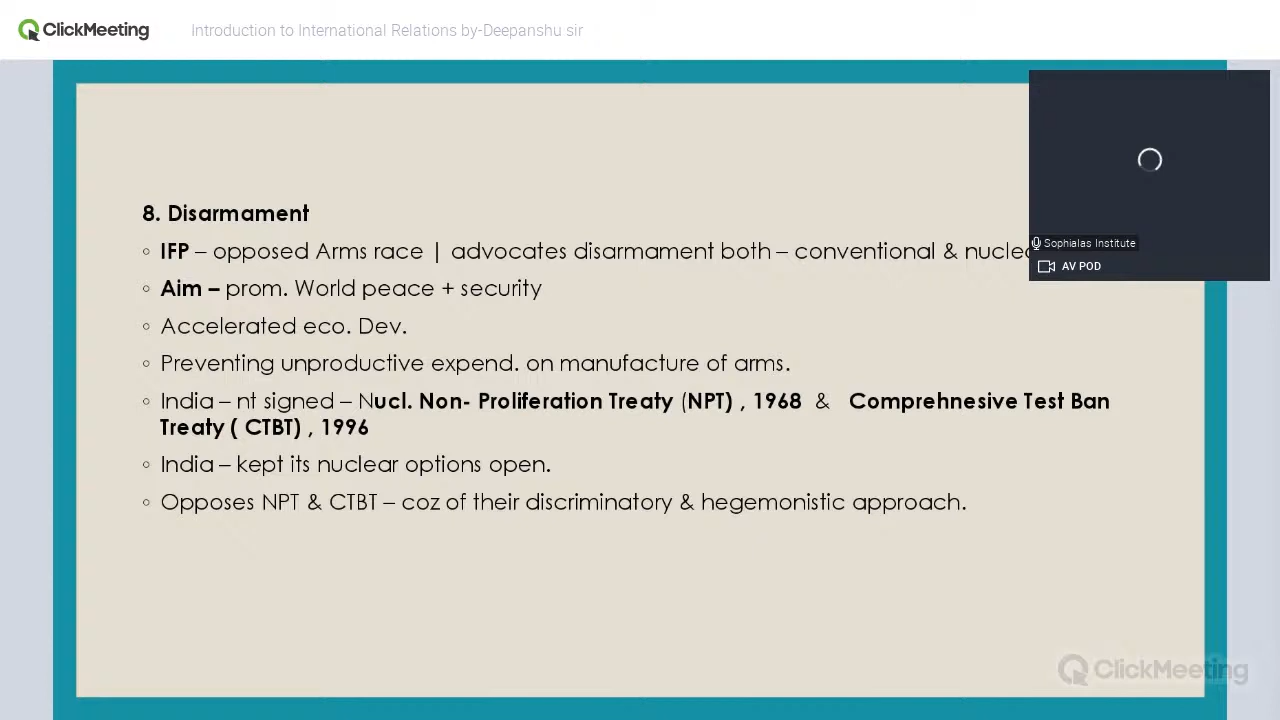 ClickMeeting Introduction to International Relations by-Deepanshu sir
8. Disarmament
◦ IFP – opposed Arms race | advocates disarmament both – conventional &
Sophialas Institute
AV POD
◦ Aim – prom. World peace + security
◦ Accelerated eco. Dev.
◦ Preventing unproductive expend. on manufacture of arms.
◦ India – nt signed – Nucl. Non- Proliferation Treaty (NPT) , 1968 & Comprehnesive Test Ban
Treaty ( CTBT) , 1996
◦ India – kept its nuclear options open.
◦ Opposes NPT & CTBT – coz of their discriminatory & hegemonistic approach.
ClickMeeting